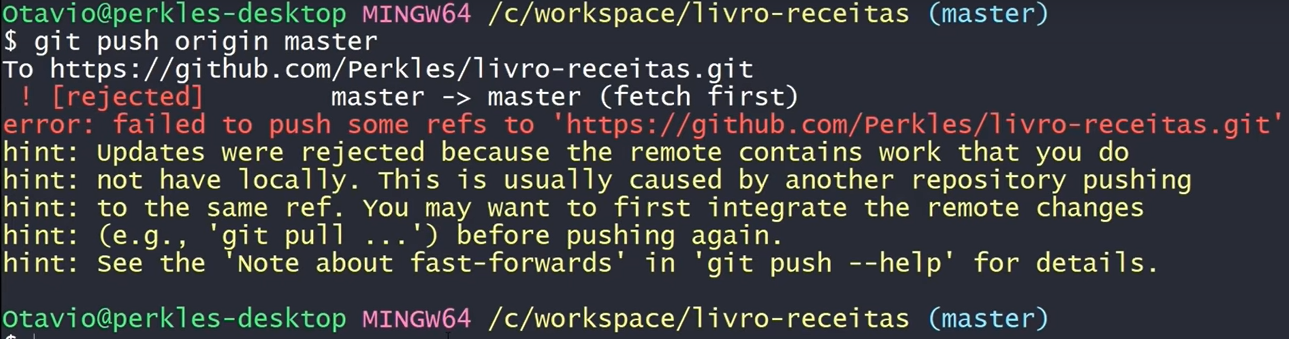 Otavio@perkles-desktop MINGW64 /c/workspace/livro-receitas (master)
$ git push origin master
To https://github.com/Perkles/livro-receitas.git
 ! [rejected]        master -> master (fetch first)
error: failed to push some refs to 'https://github.com/Perkles/livro-receitas.git'
hint: Updates were rejected because the remote contains work that you do
hint: not have locally. This is usually caused by another repository pushing
hint: to the same ref. You may want to first integrate the remote changes
hint: (e.g., 'git pull ...') before pushing again.
hint: See the 'Note about fast-forwards' in 'git push --help' for details.
Otavio@perkles-desktop MINGW64 /c/workspace/livro-receitas (master)
$